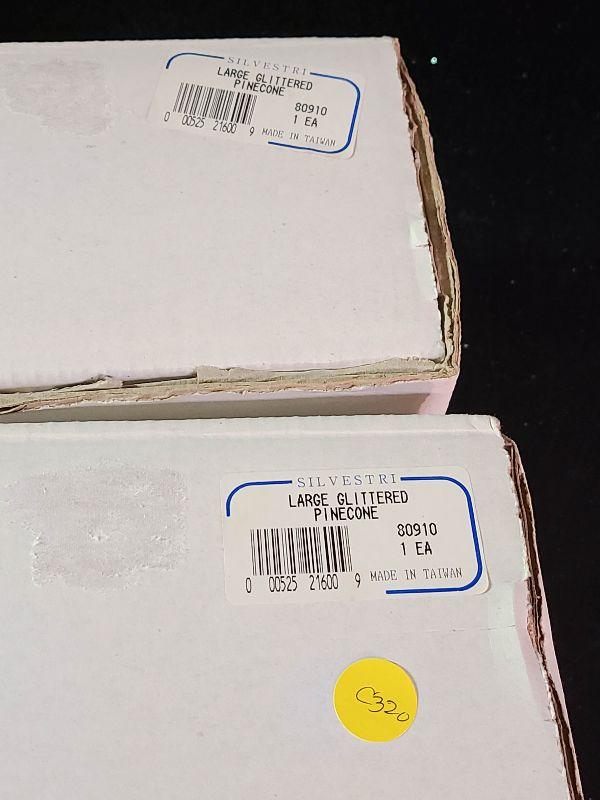 SILVESTRI
LARGE GLITTERED
PINECONE
80910
1 EA
0 00525 21600 9 MADE IN TAIWAN
SILVESTRI
LARGE GLITTERED
PINECONE
80910
1 EA
0 00525 21600 9 MADE IN TAIWAN
C320